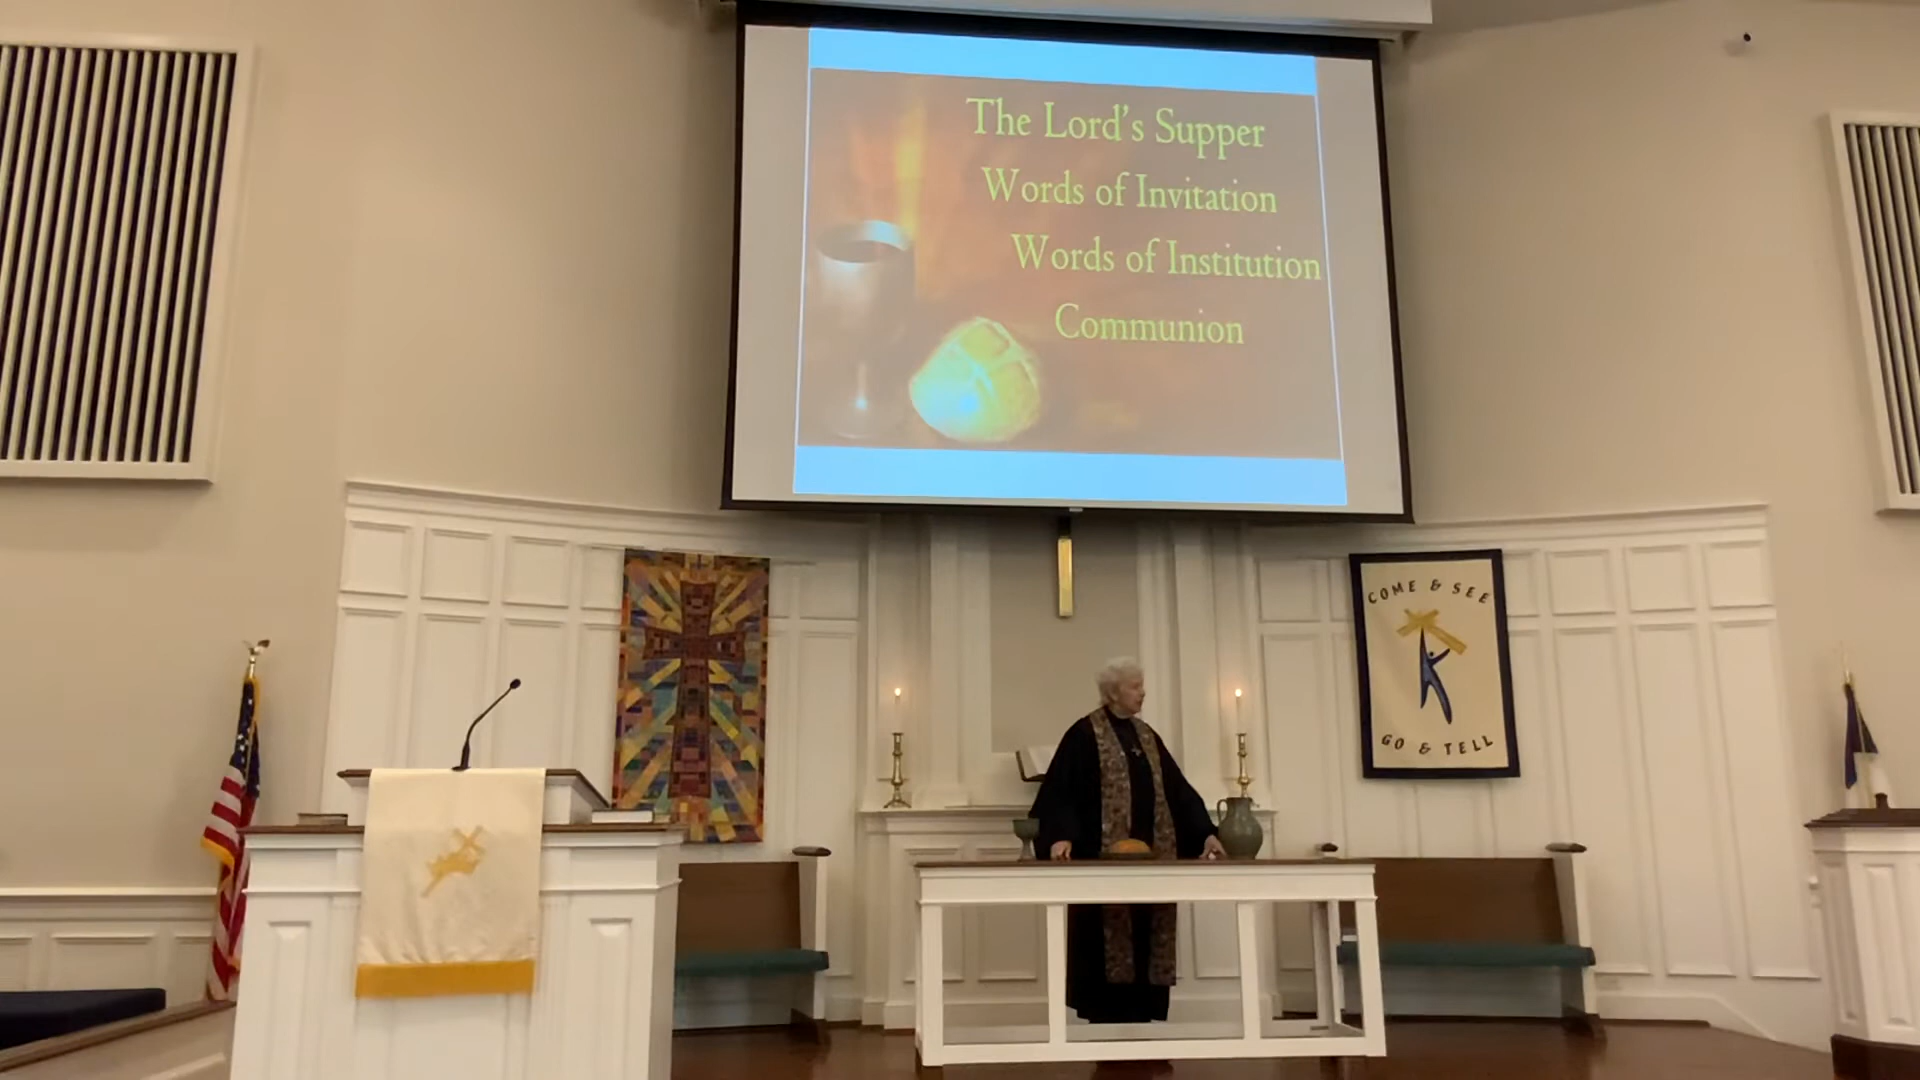 The Lord's Supper
Words of Invitation
Words of Institution
Communion
COME & SEE
GO & TELL